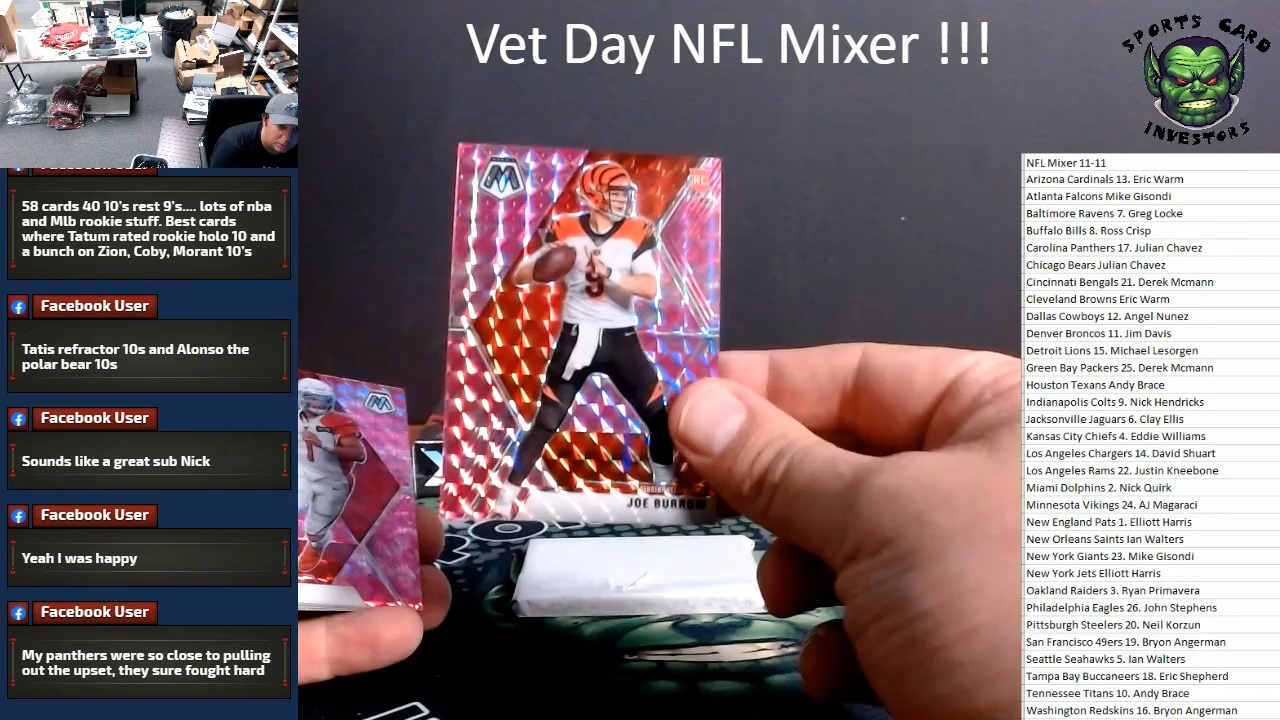 Vet Day NFL Mixer !!!
SPORTS CARD
INVESTORS
58 cards 40 10's rest 9's.... lots of nba
and Mlb rookie stuff. Best cards
where Tatum rated rookie holo 10 and
a bunch on Zion, Coby, Morant 10's
Facebook User
Tatis refractor 10s and Alonso the
polar bear 10s
Facebook User
Sounds like a great sub Nick
Facebook User
Yeah I was happy
Facebook User
My panthers were so close to pulling
out the upset, they sure fought hard
RC
9
JOE BURROW
NFL Mixer 11-11
Arizona Cardinals 13. Eric Warm
Atlanta Falcons Mike Gisondi
Baltimore Ravens 7. Greg Locke
Buffalo Bills 8. Ross Crisp
Carolina Panthers 17. Julian Chavez
Chicago Bears Julian Chavez
Cincinnati Bengals 21. Derek Mcmann
Cleveland Browns Eric Warm
Dallas Cowboys 12. Angel Nunez
Denver Broncos 11. Jim Davis
Detroit Lions 15. Michael Lesorgen
Green Bay Packers 25. Derek Mcmann
Houston Texans Andy Brace
Indianapolis Colts 9. Nick Hendricks
Jacksonville Jaguars 6. Clay Ellis
Kansas City Chiefs 4. Eddie Williams
Los Angeles Chargers 14. David Shuart
Los Angeles Rams 22. Justin Kneebone
Miami Dolphins 2. Nick Quirk
Minnesota Vikings 24. AJ Magaraci
New England Pats 1. Elliott Harris
New Orleans Saints Ian Walters
New York Giants 23. Mike Gisondi
New York Jets Elliott Harris
Oakland Raiders 3. Ryan Primavera
Philadelphia Eagles 26. John Stephens
Pittsburgh Steelers 20. Neil Korzun
San Francisco 49ers 19. Bryon Angerman
Seattle Seahawks 5. Ian Walters
Tampa Bay Buccaneers 18. Eric Shepherd
Tennessee Titans 10. Andy Brace
Washington Redskins 16. Bryon Angerman